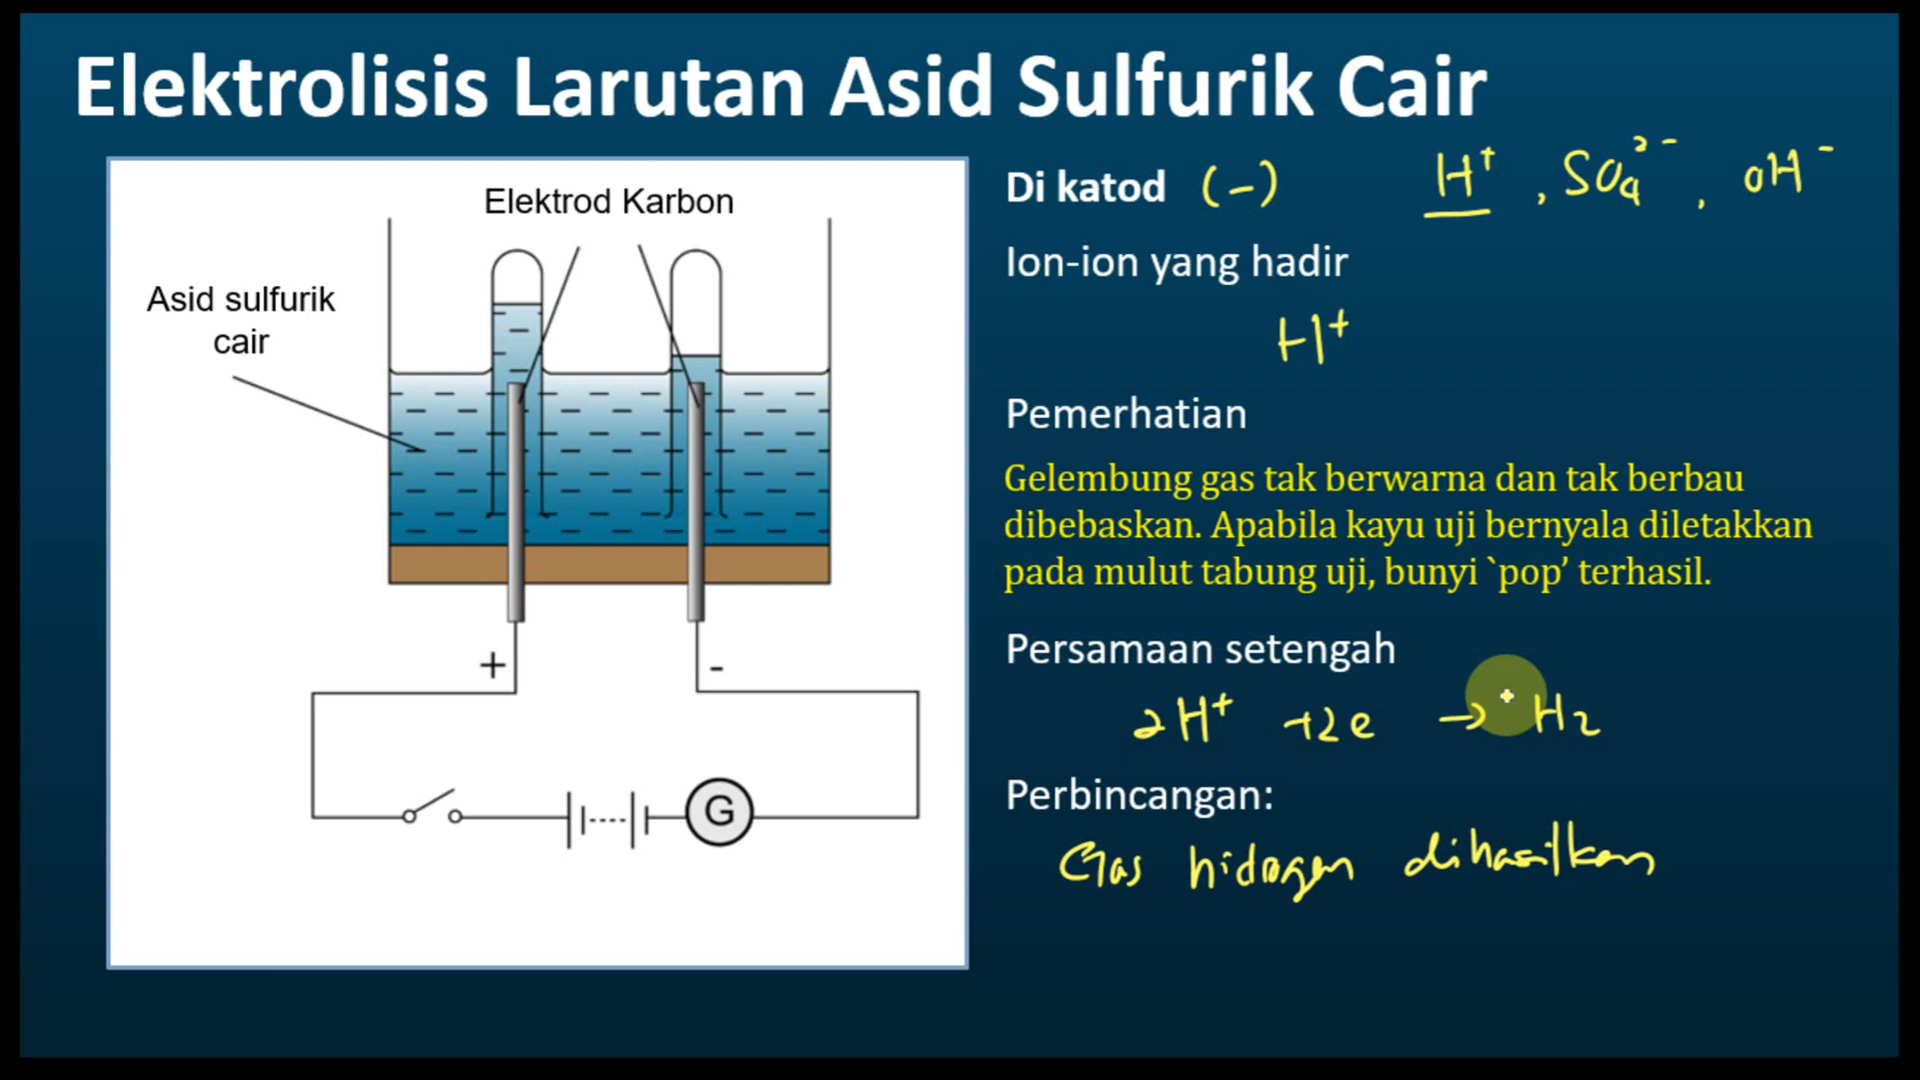 Elektrolisis Larutan Asid Sulfurik Cair
Elektrod Karbon
Asid sulfurik
cair
+
-
G
Di katod (-) H⁺, SO₄²⁻, OH⁻
Ion-ion yang hadir
H⁺
Pemerhatian
Gelembung gas tak berwarna dan tak berbau
dibebaskan. Apabila kayu uji bernyala diletakkan
pada mulut tabung uji, bunyi `pop’ terhasil.
Persamaan setengah
2H⁺ +2e → H₂
Perbincangan:
Gas hidrogen dihasilkan